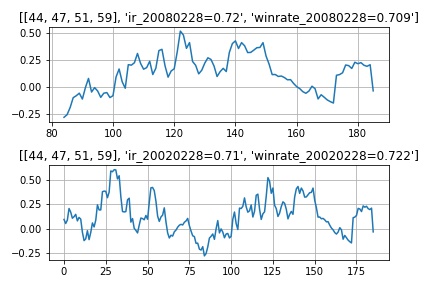 [[44, 47, 51, 59], 'ir_20080228=0.72', 'winrate_20080228=0.709']
0.50
0.25
0.00
−0.25
80 100 120 140 160 180
[[44, 47, 51, 59], 'ir_20020228=0.71', 'winrate_20020228=0.722']
0.50
0.25
0.00
−0.25
0 25 50 75 100 125 150 175